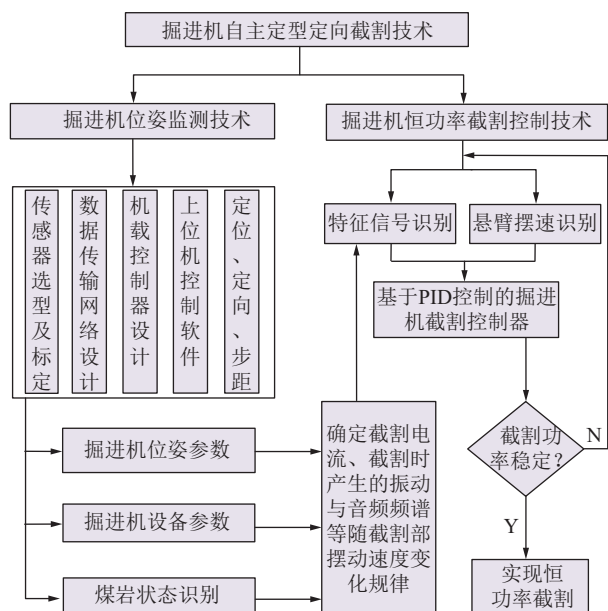 掘进机自主定型定向截割技术
掘进机位姿监测技术
掘进机恒功率截割控制技术
传感器选型及标定
数据传输网络设计
机载控制器设计
上位机控制软件
定位、定向、步距
特征信号识别
悬臂摆速识别
基于PID控制的掘进
机截割控制器
掘进机位姿参数
掘进机设备参数
煤岩状态识别
确定截割电
流、截割时
产生的振动
与音频频谱
等随截割部
摆动速度变
化规律
截割功
率稳定?
N
Y
实现恒
功率截割